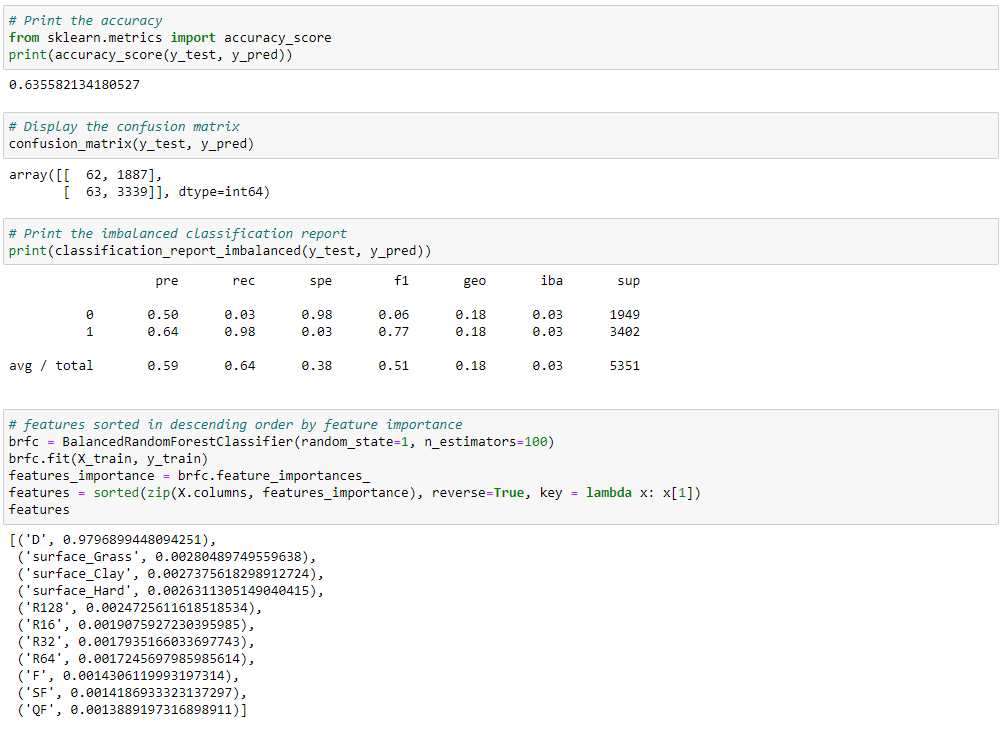 # Print the accuracy
from sklearn.metrics import accuracy_score
print(accuracy_score(y_test, y_pred))
0.635582134180527
# Display the confusion matrix
confusion_matrix(y_test, y_pred)
array([[  62, 1887],
       [  63, 3339]], dtype=int64)
# Print the imbalanced classification report
print(classification_report_imbalanced(y_test, y_pred))
                   pre       rec       spe        f1       geo       iba       sup
          0       0.50      0.03      0.98      0.06      0.18      0.03      1949
          1       0.64      0.98      0.03      0.77      0.18      0.03      3402
avg / total       0.59      0.64      0.38      0.51      0.18      0.03      5351
# features sorted in descending order by feature importance
brfc = BalancedRandomForestClassifier(random_state=1, n_estimators=100)
brfc.fit(X_train, y_train)
features_importance = brfc.feature_importances_
features = sorted(zip(X.columns, features_importance), reverse=True, key = lambda x: x[1])
features
[('D', 0.9796899448094251),
 ('surface_Grass', 0.00280489749559638),
 ('surface_Clay', 0.0027375618298912724),
 ('surface_Hard', 0.0026311305149040415),
 ('R128', 0.0024725611618518534),
 ('R16', 0.0019075927230395985),
 ('R32', 0.0017935166033697743),
 ('R64', 0.0017245697985985614),
 ('F', 0.0014306119993197314),
 ('SF', 0.0014186933323137297),
 ('QF', 0.0013889197316898911)]